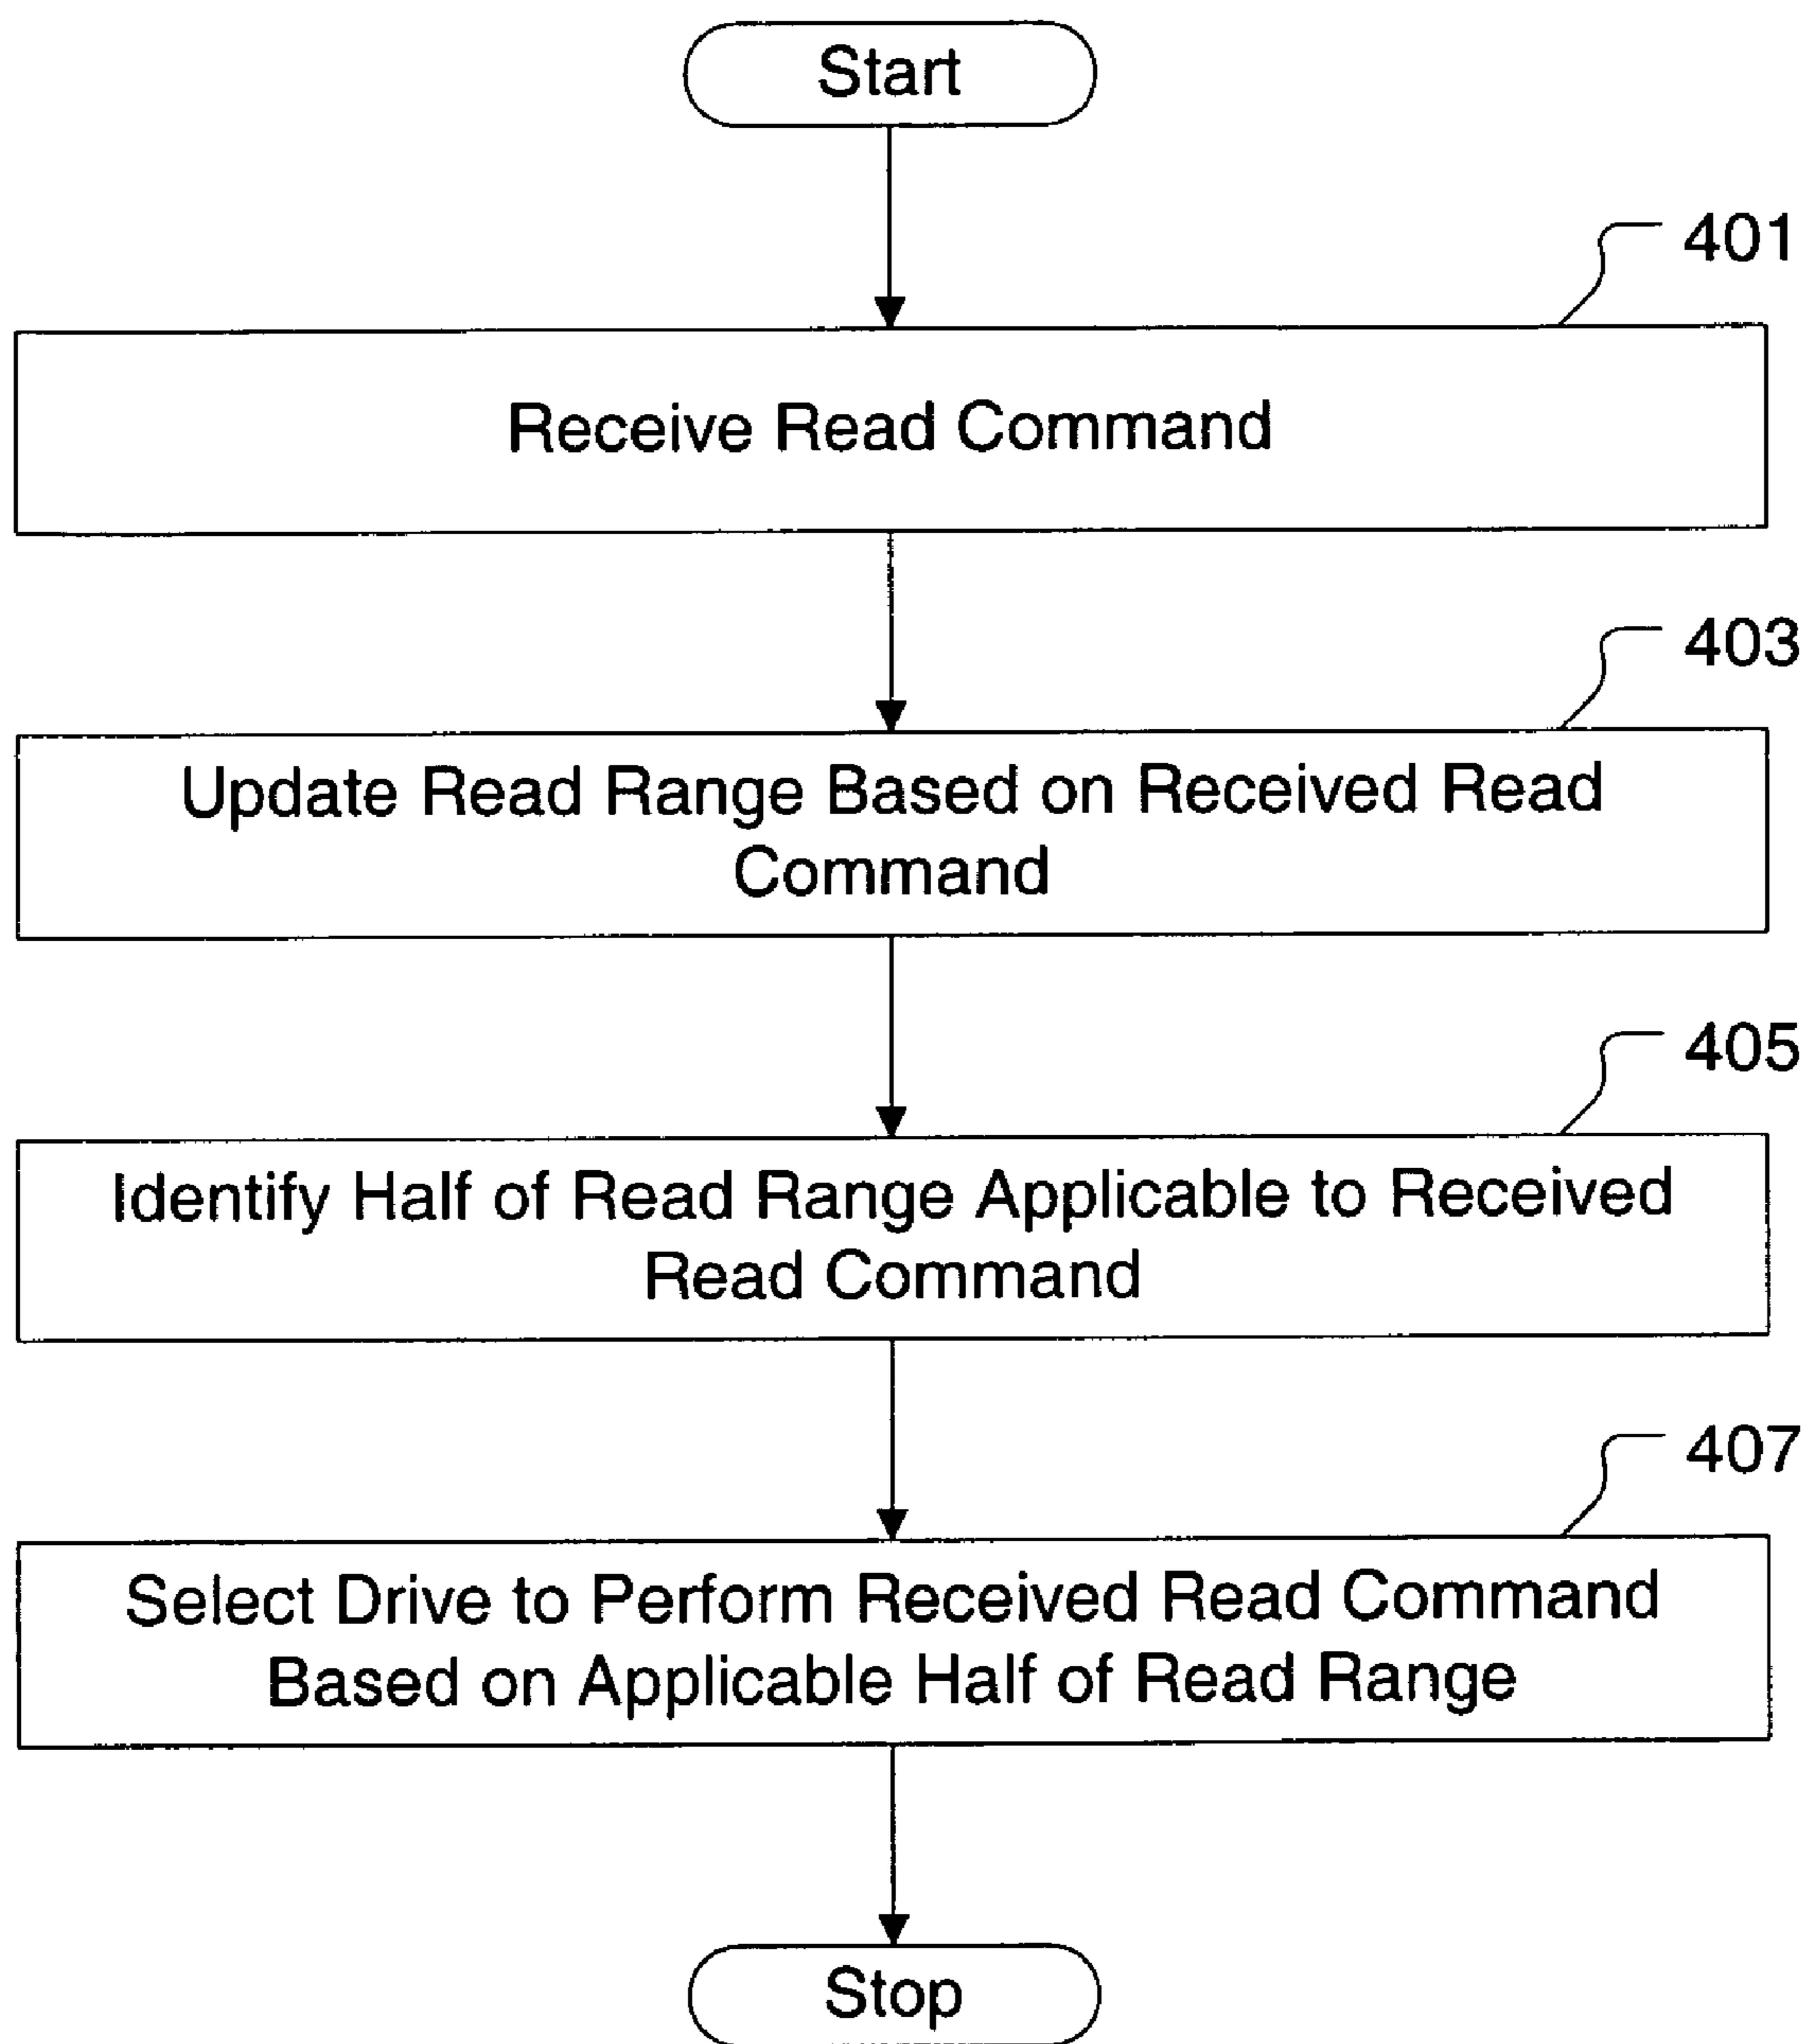 Start
401
Receive Read Command
403
Update Read Range Based on Received Read
Command
405
Identify Half of Read Range Applicable to Received
Read Command
407
Select Drive to Perform Received Read Command
Based on Applicable Half of Read Range
Stop